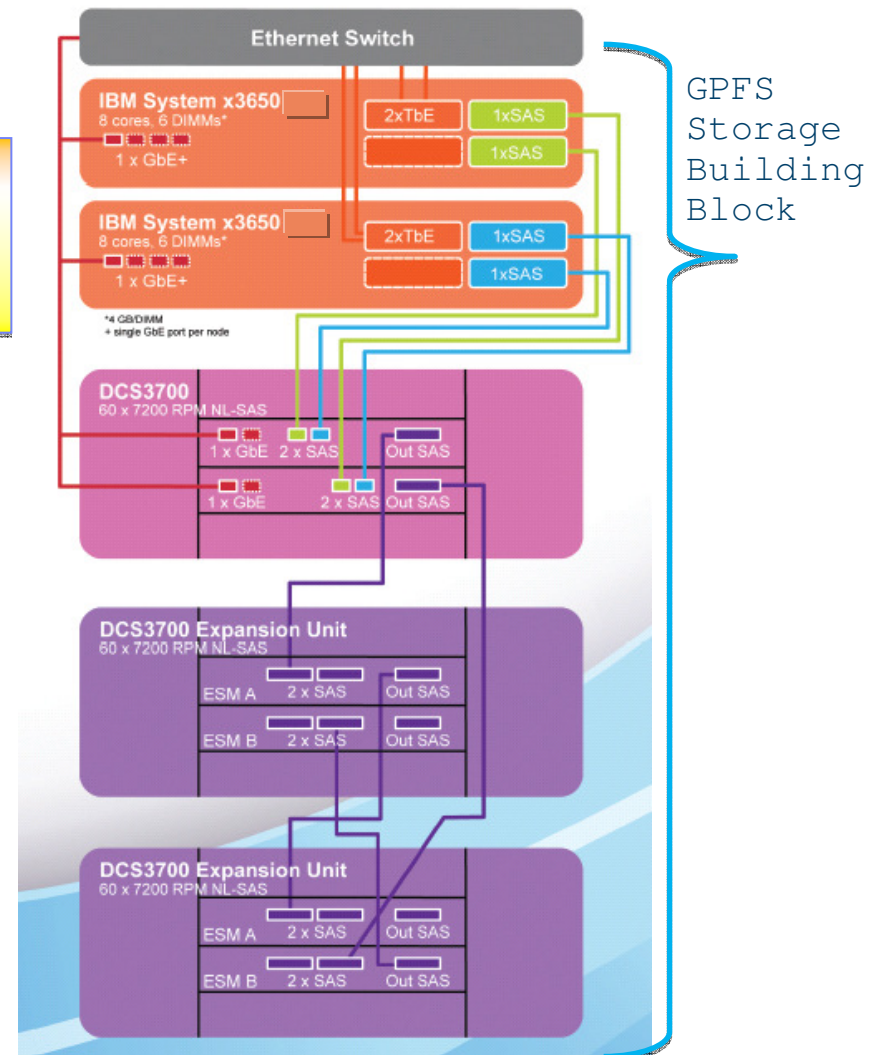 Ethernet Switch
IBM System x3650
8 cores, 6 DIMMs*
1 x GbE+
2xTbE
1xSAS
1xSAS
IBM System x3650
8 cores, 6 DIMMs*
1 x GbE+
2xTbE
1xSAS
1xSAS
*4 GB/DIMM
+ single GbE port per node
GPFS
Storage
Building
Block
DCS3700
60 x 7200 RPM NL-SAS
1 x GbE 2 x SAS Out SAS
1 x GbE 2 x SAS Out SAS
DCS3700 Expansion Unit
60 x 7200 RPM NL-SAS
ESM A 2 x SAS Out SAS
ESM B 2 x SAS Out SAS
DCS3700 Expansion Unit
60 x 7200 RPM NL-SAS
ESM A 2 x SAS Out SAS
ESM B 2 x SAS Out SAS